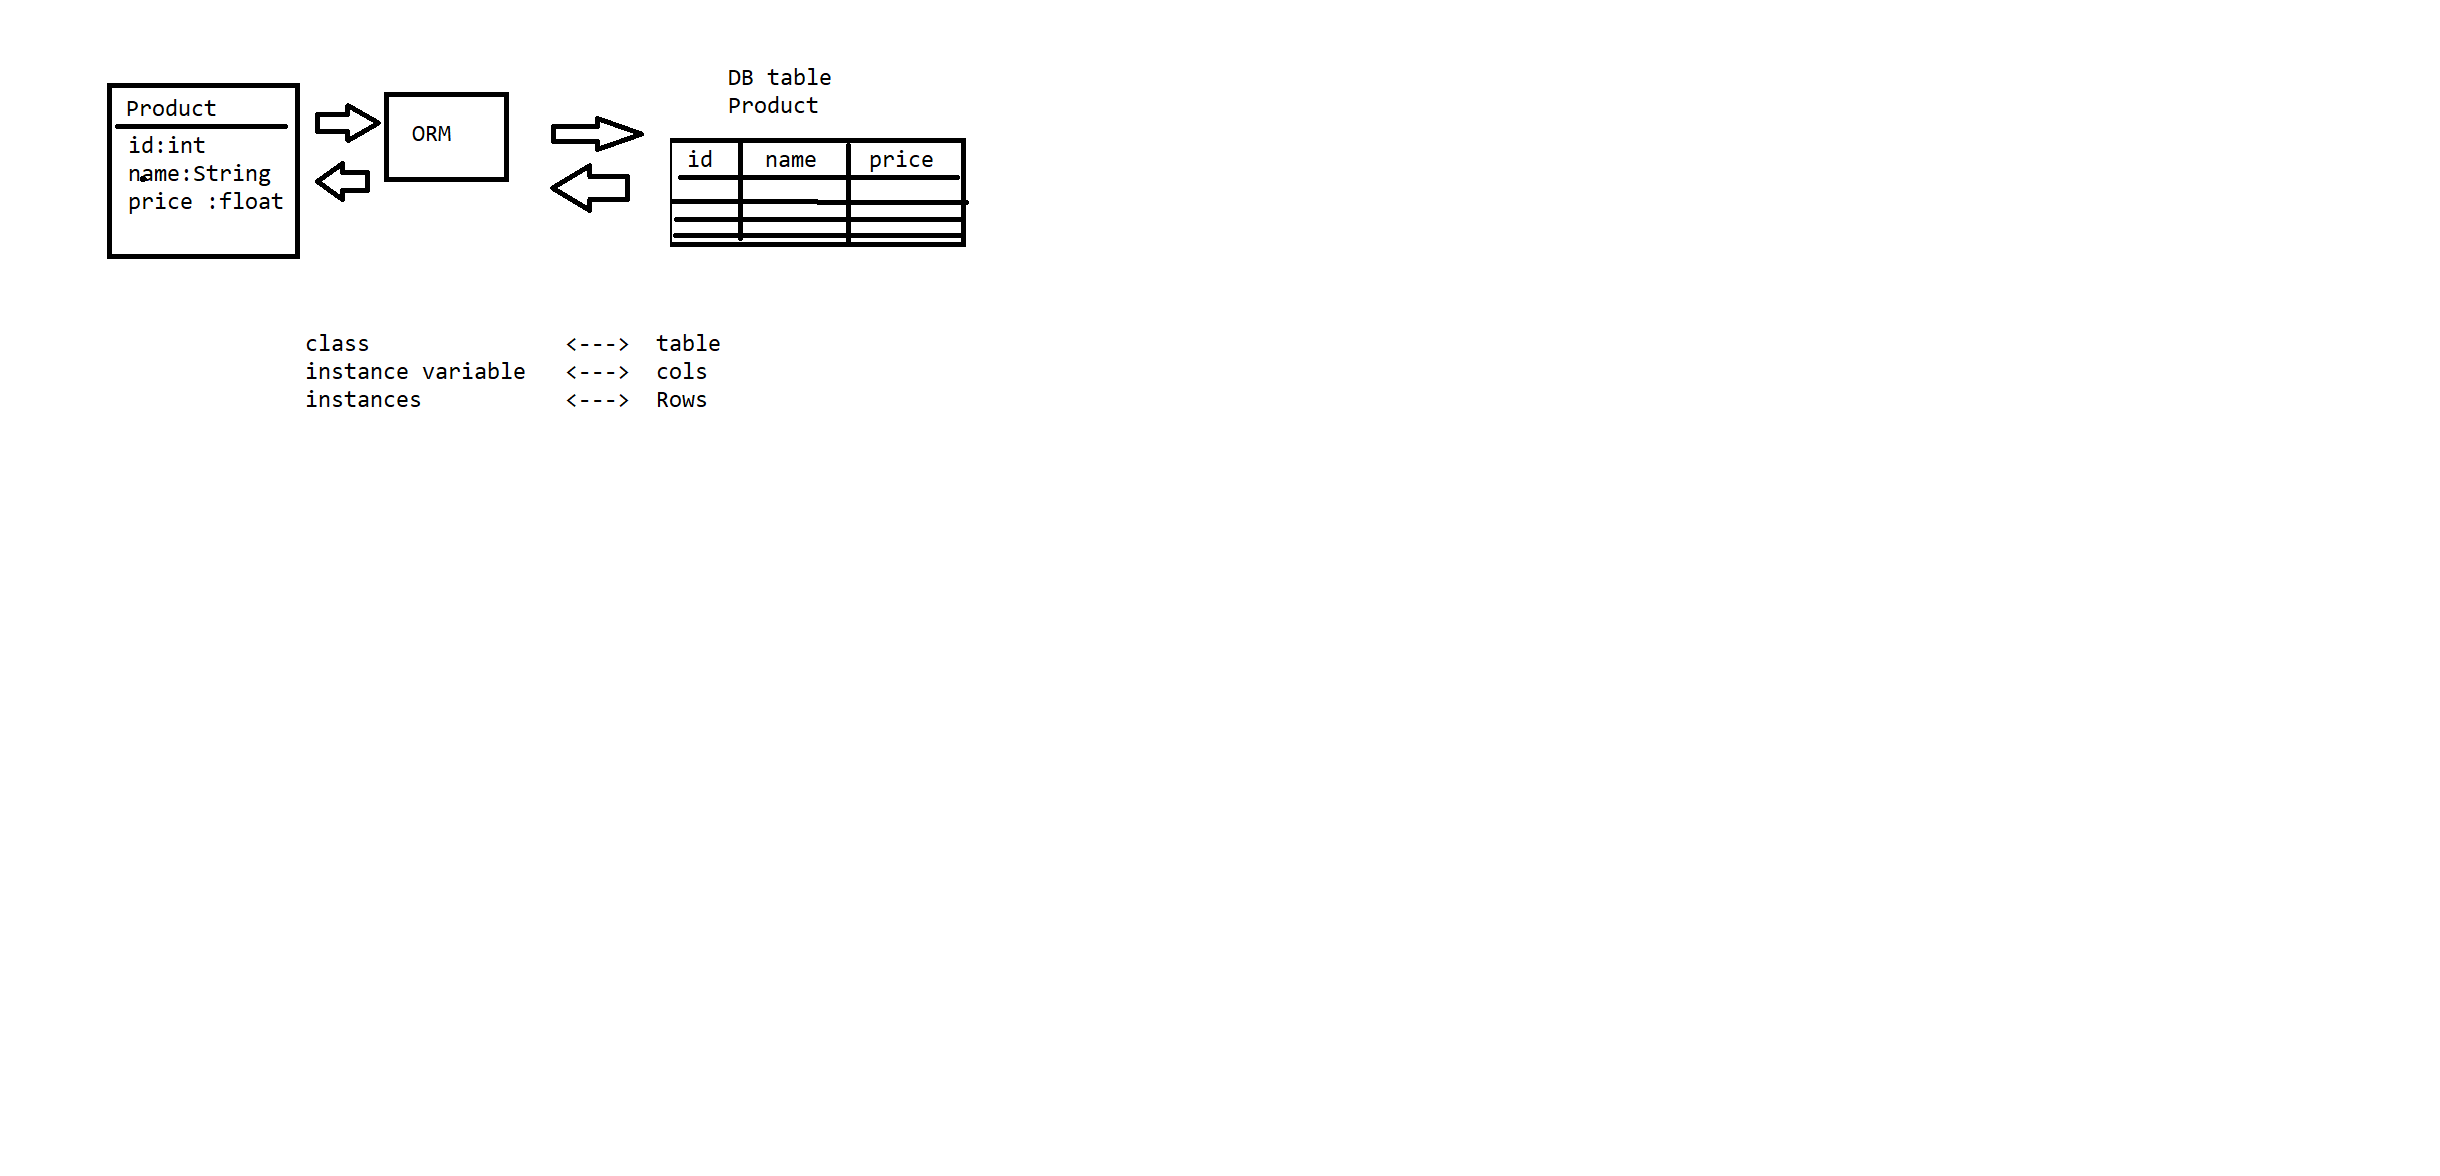 Product
id:int
name:String
price :float
ORM
DB table
Product
id name price
class <---> table
instance variable <---> cols
instances <---> Rows